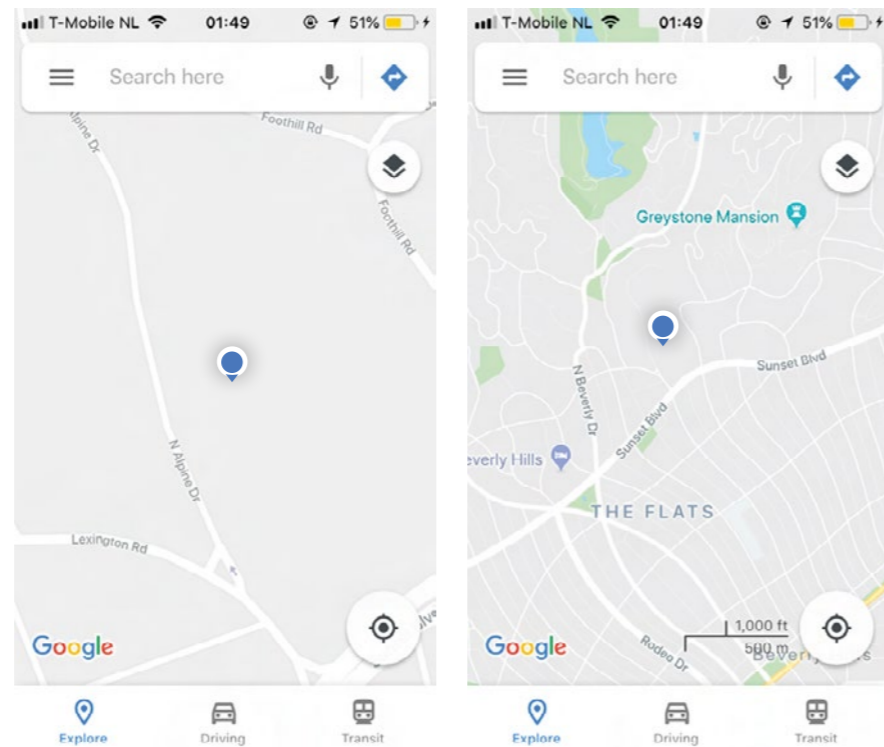 T-Mobile NL 01:49 51%
Search here
Alpine Dr
Foothill Rd
Foothill Rd
N Alpine Dr
Lexington Rd
Google
Explore Driving Transit
T-Mobile NL 01:49 51%
Search here
Greystone Mansion
Sunset Blvd
N Beverly Dr
Sunset Blvd
everly Hills
THE FLATS
1,000 ft
500 m
Rodeo Dr
Google
Explore Driving Transit